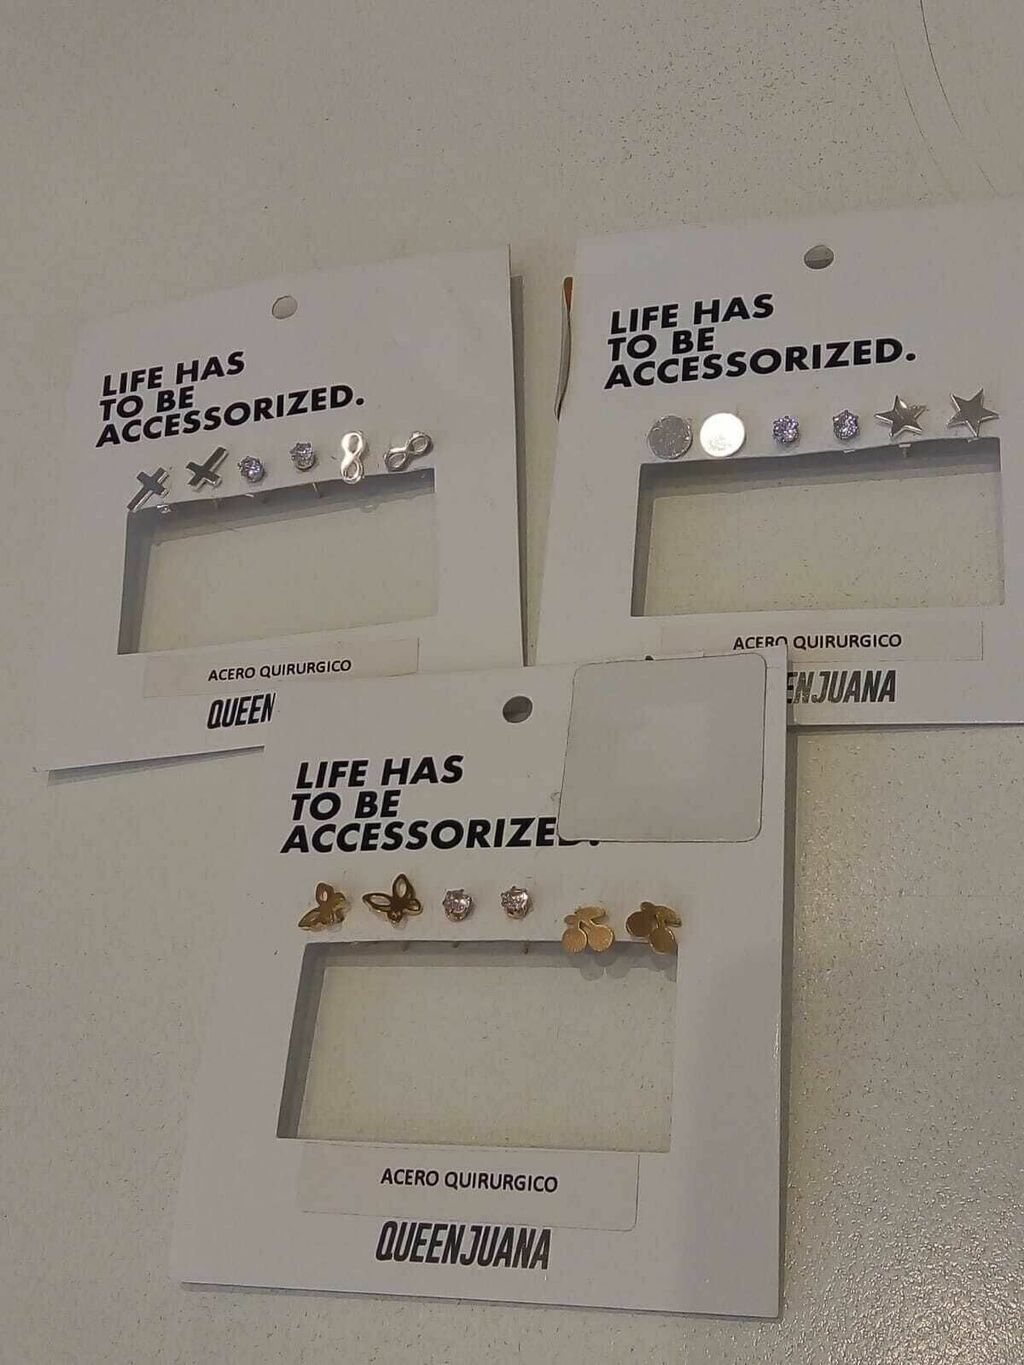 LIFE HAS
TO BE
ACCESSORIZED.
ACERO QUIRURGICO
QUEEN
LIFE HAS
TO BE
ACCESSORIZED.
ACERO QUIRURGICO
ENJUANA
LIFE HAS
TO BE
ACCESSORIZED.
ACERO QUIRURGICO
QUEENJUANA